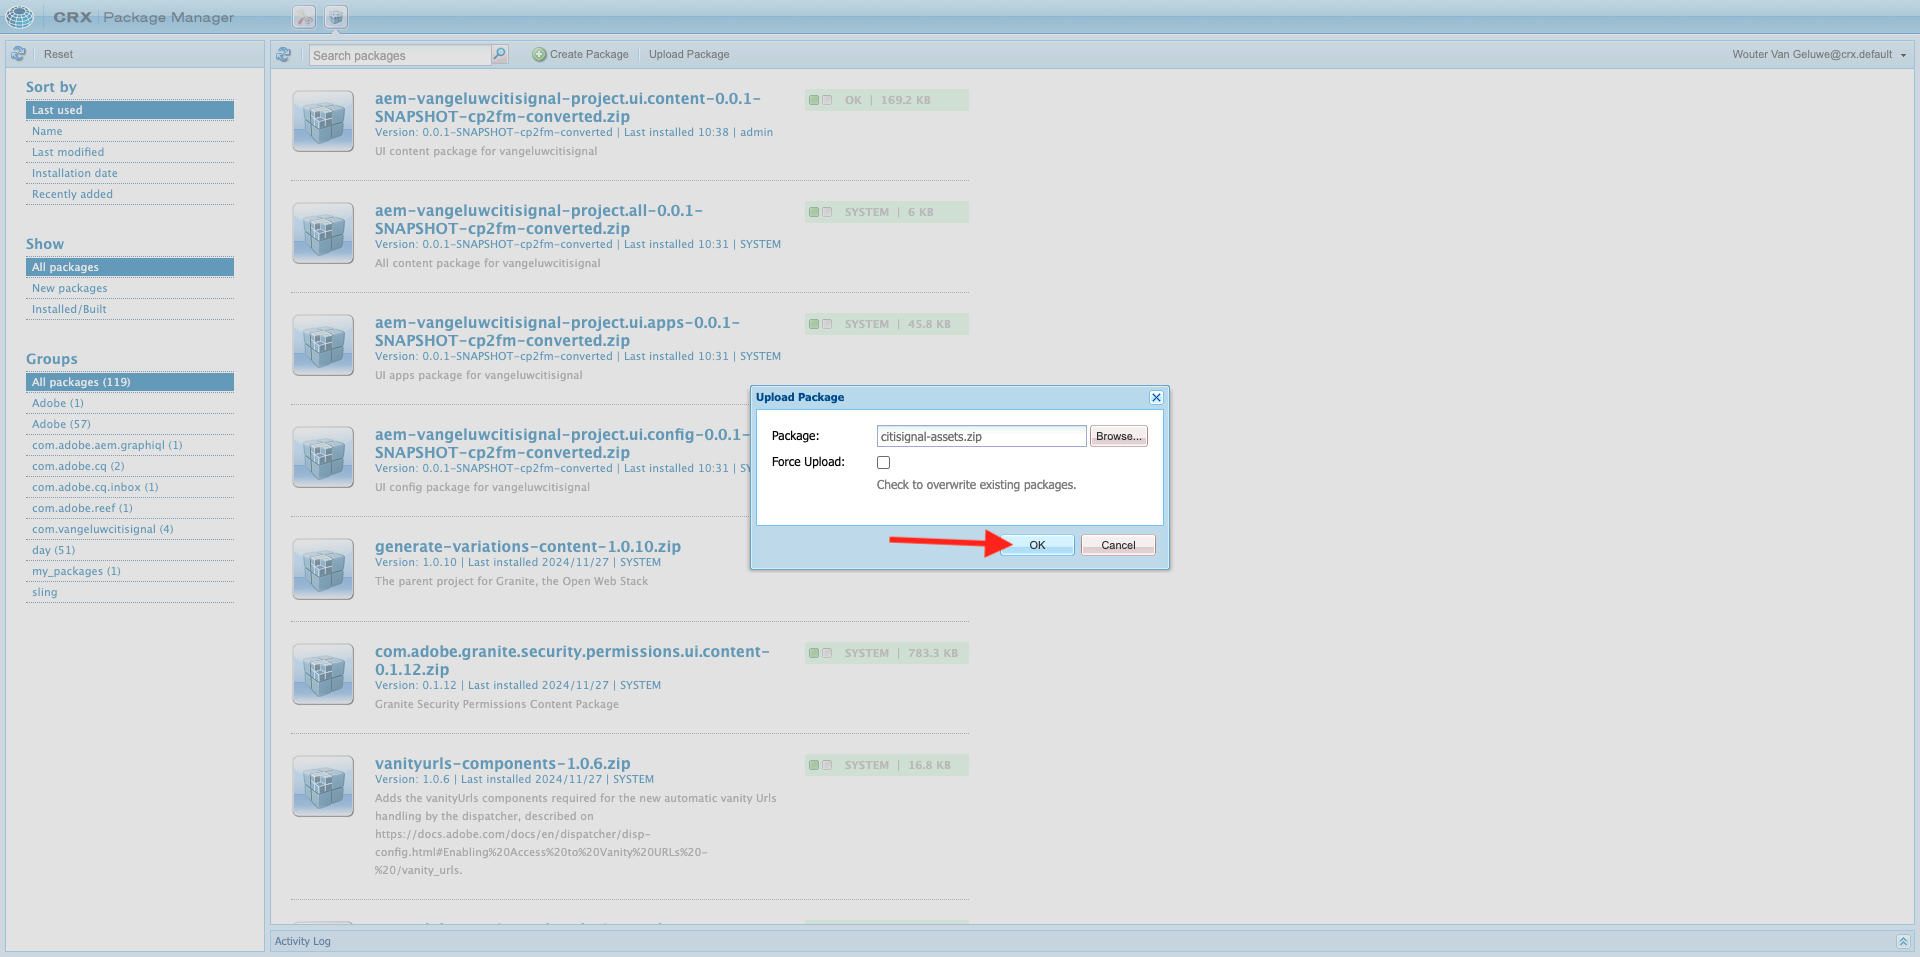 CRX | Package Manager
Reset
Sort by
Last used
Name
Last modified
Installation date
Recently added
Show
All packages
New packages
Installed/Built
Groups
All packages (119)
Adobe (1)
Adobe (57)
com.adobe.aem.graphiql (1)
com.adobe.cq (2)
com.adobe.cq.inbox (1)
com.adobe.reef (1)
com.vangeluwcitisignal (4)
day (51)
my_packages (1)
sling
Search packages
Create Package
Upload Package
Wouter Van Geluwe@crx.default
aem-vangeluwcitisignal-project.ui.content-0.0.1-
SNAPSHOT-cp2fm-converted.zip
Version: 0.0.1-SNAPSHOT-cp2fm-converted | Last installed 10:38 | admin
UI content package for vangeluwcitisignal
OK | 169.2 KB
aem-vangeluwcitisignal-project.all-0.0.1-
SNAPSHOT-cp2fm-converted.zip
Version: 0.0.1-SNAPSHOT-cp2fm-converted | Last installed 10:31 | SYSTEM
All content package for vangeluwcitisignal
SYSTEM | 6 KB
aem-vangeluwcitisignal-project.ui.apps-0.0.1-
SNAPSHOT-cp2fm-converted.zip
Version: 0.0.1-SNAPSHOT-cp2fm-converted | Last installed 10:31 | SYSTEM
UI apps package for vangeluwcitisignal
SYSTEM | 45.8 KB
aem-vangeluwcitisignal-project.ui.config-0.0.1-
SNAPSHOT-cp2fm-converted.zip
Version: 0.0.1-SNAPSHOT-cp2fm-converted | Last installed 10:31 | SY
UI config package for vangeluwcitisignal
generate-variations-content-1.0.10.zip
Version: 1.0.10 | Last installed 2024/11/27 | SYSTEM
The parent project for Granite, the Open Web Stack
com.adobe.granite.security.permissions.ui.content-
0.1.12.zip
Version: 0.1.12 | Last installed 2024/11/27 | SYSTEM
Granite Security Permissions Content Package
SYSTEM | 783.3 KB
vanityurls-components-1.0.6.zip
Version: 1.0.6 | Last installed 2024/11/27 | SYSTEM
Adds the vanityUrls components required for the new automatic vanity Urls
handling by the dispatcher, described on
https://docs.adobe.com/docs/en/dispatcher/disp-
config.html#Enabling%20Access%20to%20Vanity%20URLs%20-
%20/vanity_urls.
SYSTEM | 16.8 KB
Upload Package
Package:
citisignal-assets.zip
Browse...
Force Upload:
Check to overwrite existing packages.
OK
Cancel
Activity Log